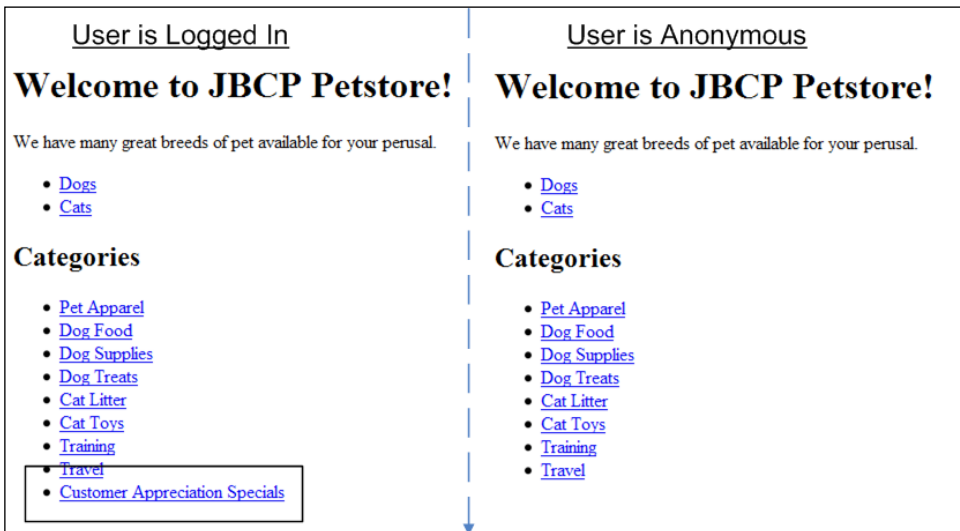 User is Logged In
Welcome to JBCP Petstore!
We have many great breeds of pet available for your perusal.
Dogs
Cats
Categories
Pet Apparel
Dog Food
Dog Supplies
Dog Treats
Cat Litter
Cat Toys
Training
Travel
Customer Appreciation Specials
User is Anonymous
Welcome to JBCP Petstore!
We have many great breeds of pet available for your perusal.
Dogs
Cats
Categories
Pet Apparel
Dog Food
Dog Supplies
Dog Treats
Cat Litter
Cat Toys
Training
Travel